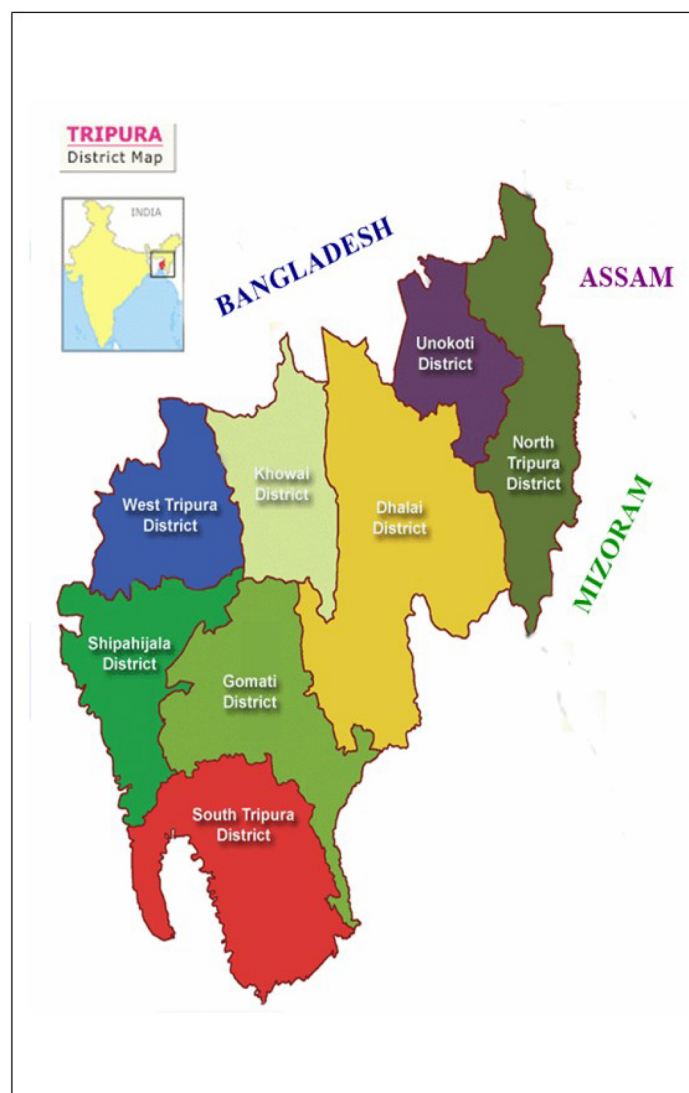 TRIPURA
District Map
INDIA
BANGLADESH
ASSAM
MIZORAM
Unokoti
District
North
Tripura
District
Khowai
District
Dhalai
District
West Tripura
District
Shipahijala
District
Gomati
District
South Tripura
District